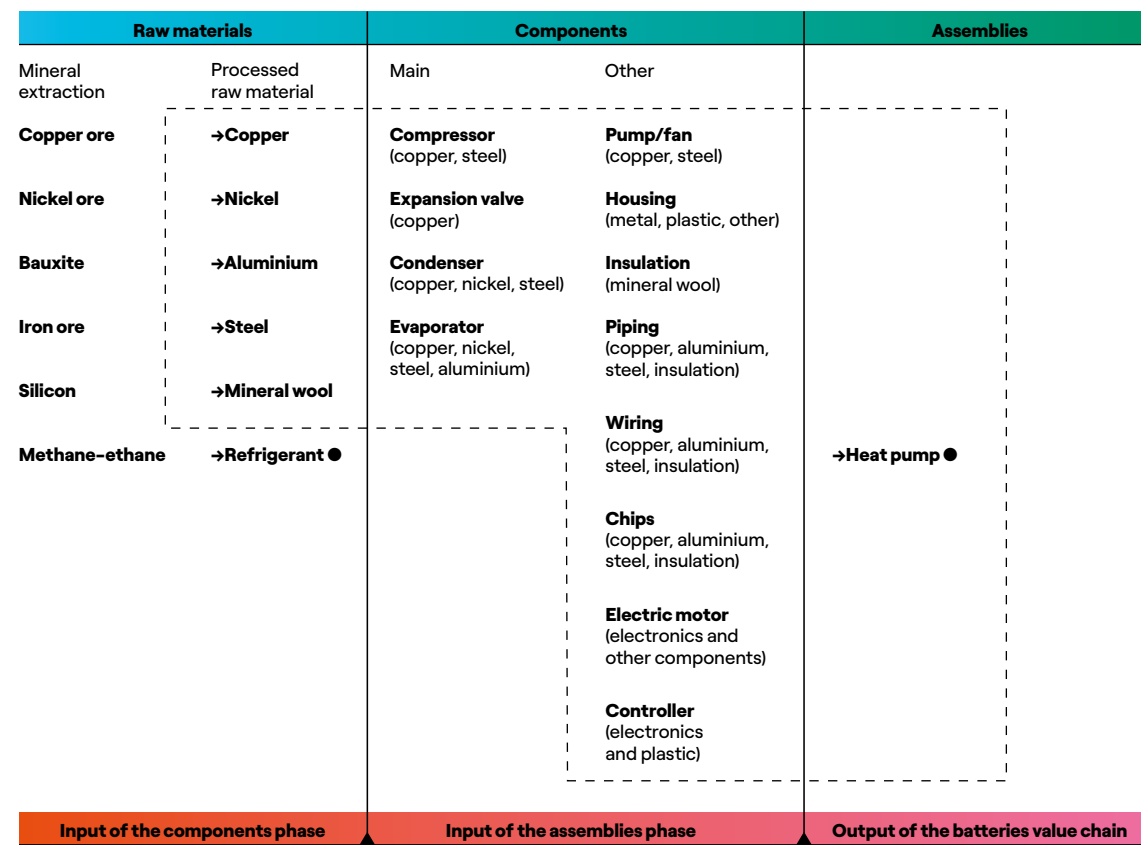 Raw materials
Components
Assemblies
Mineral
extraction
Processed
raw material
Main
Other
Copper ore
→Copper
Compressor
(copper, steel)
Pump/fan
(copper, steel)
Nickel ore
→Nickel
Expansion valve
(copper)
Housing
(metal, plastic, other)
Bauxite
→Aluminium
Condenser
(copper, nickel, steel)
Insulation
(mineral wool)
Iron ore
→Steel
Evaporator
(copper, nickel,
steel, aluminium)
Piping
(copper, aluminium,
steel, insulation)
Silicon
→Mineral wool
Wiring
(copper, aluminium,
steel, insulation)
Methane-ethane
→Refrigerant ●
→Heat pump ●
Chips
(copper, aluminium,
steel, insulation)
Electric motor
(electronics and
other components)
Controller
(electronics
and plastic)
Input of the components phase
Input of the assemblies phase
Output of the batteries value chain